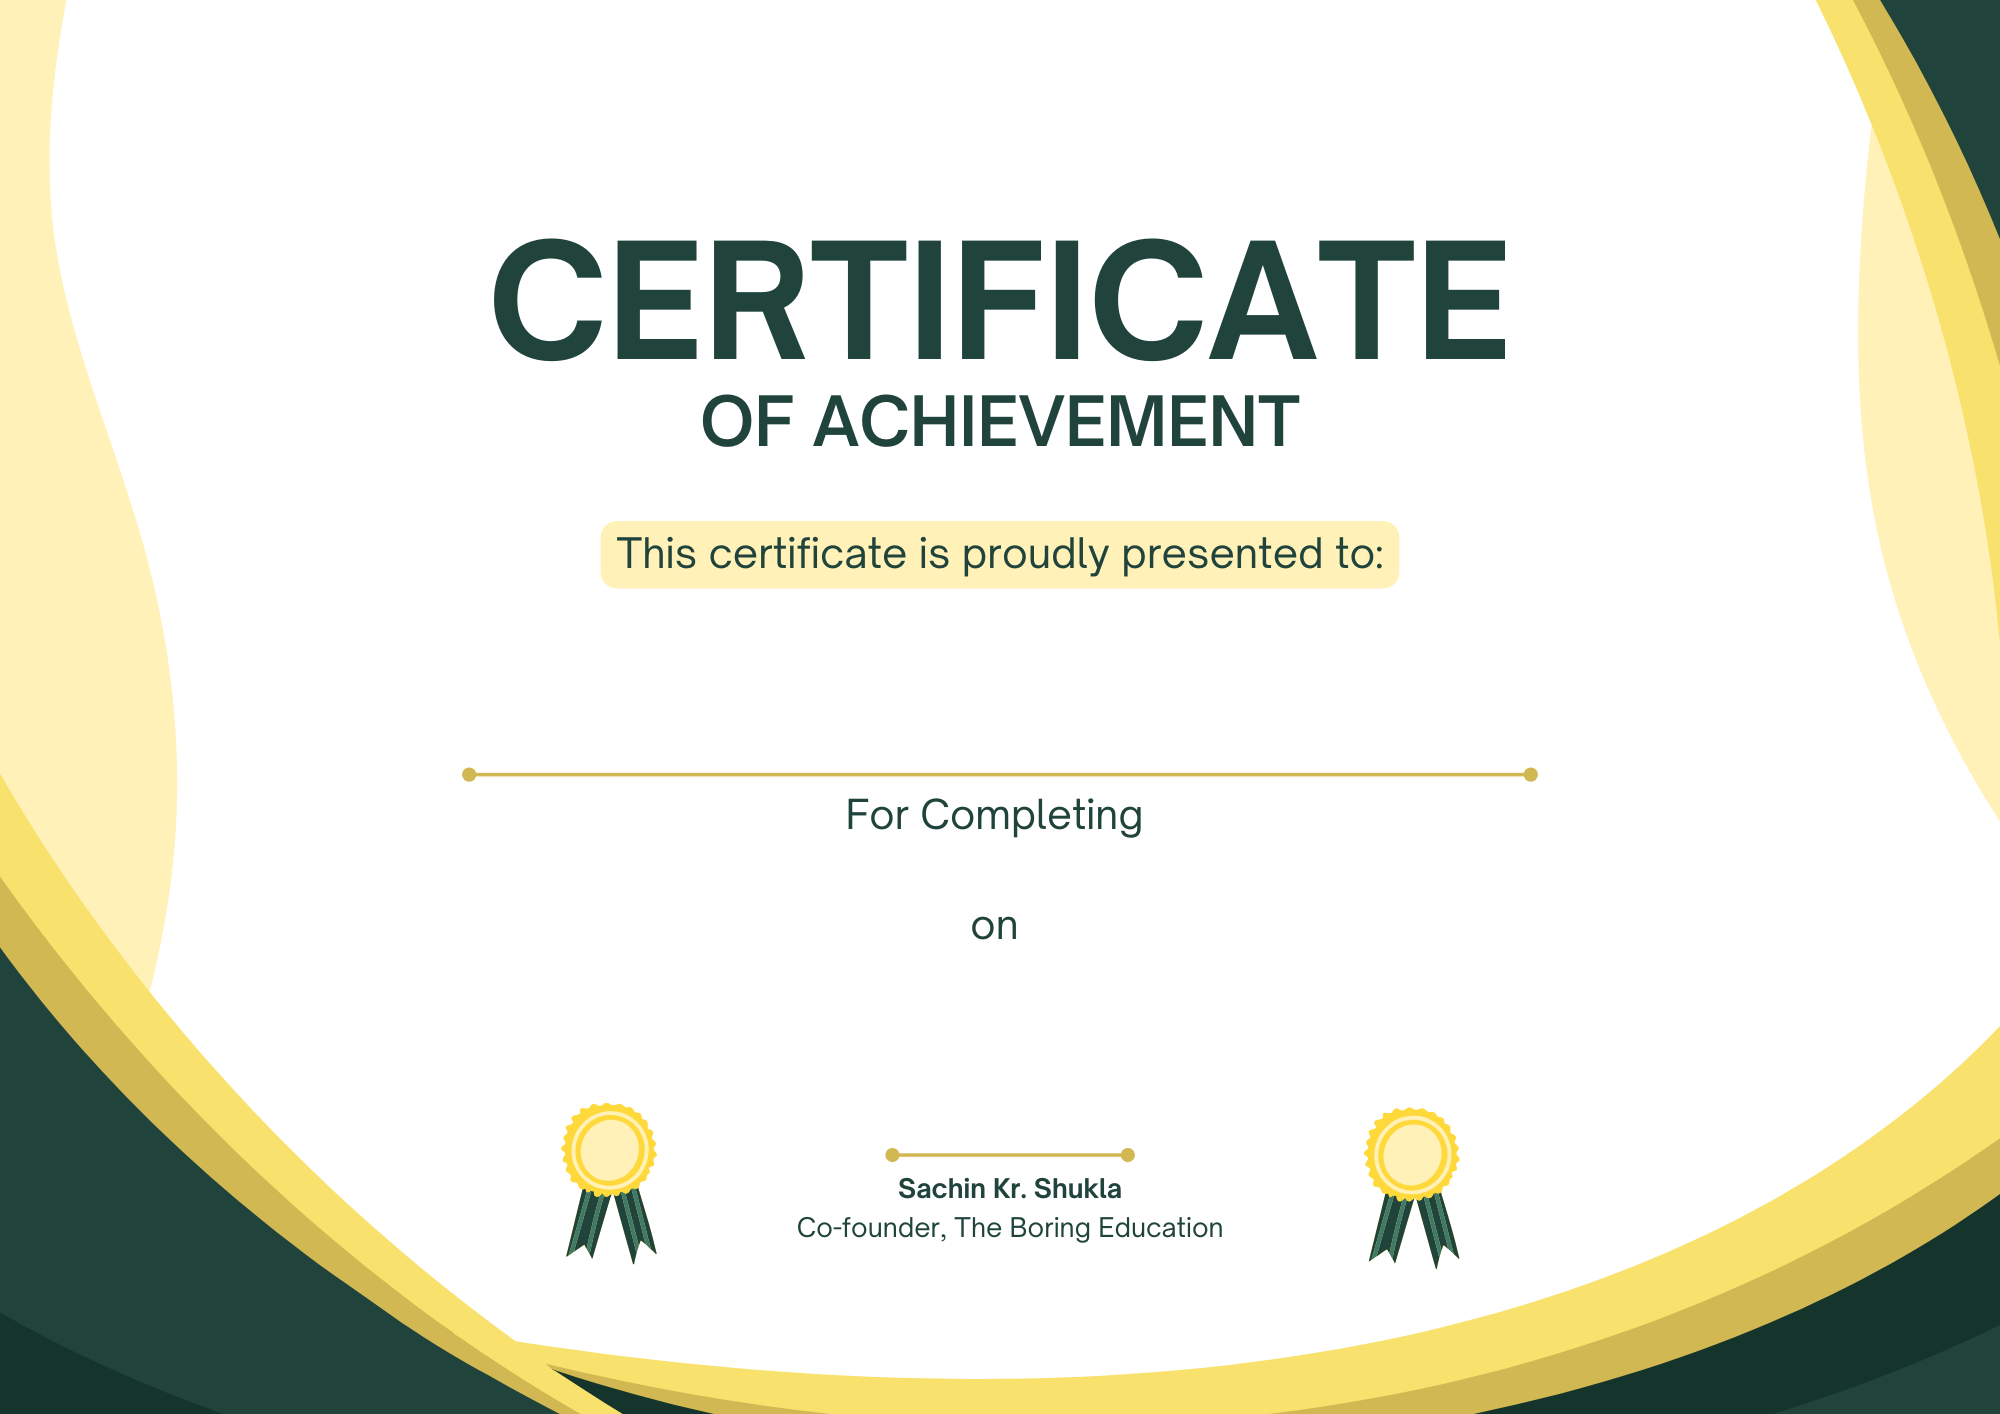 CERTIFICATE
OF ACHIEVEMENT
This certificate is proudly presented to:
For Completing
on
Sachin Kr. Shukla
Co-founder, The Boring Education